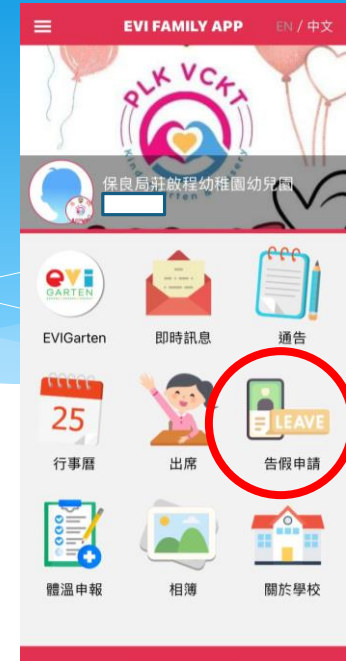 EVI FAMILY APP
EN / 中文
PLK VCKT
Kindergarten & Nursery
保良局莊啟程幼稚園幼兒園
evi
GARTEN
LEAVE
EVIGarten
即時訊息
通告
25
行事曆
出席
告假申請
體溫申報
相簿
關於學校